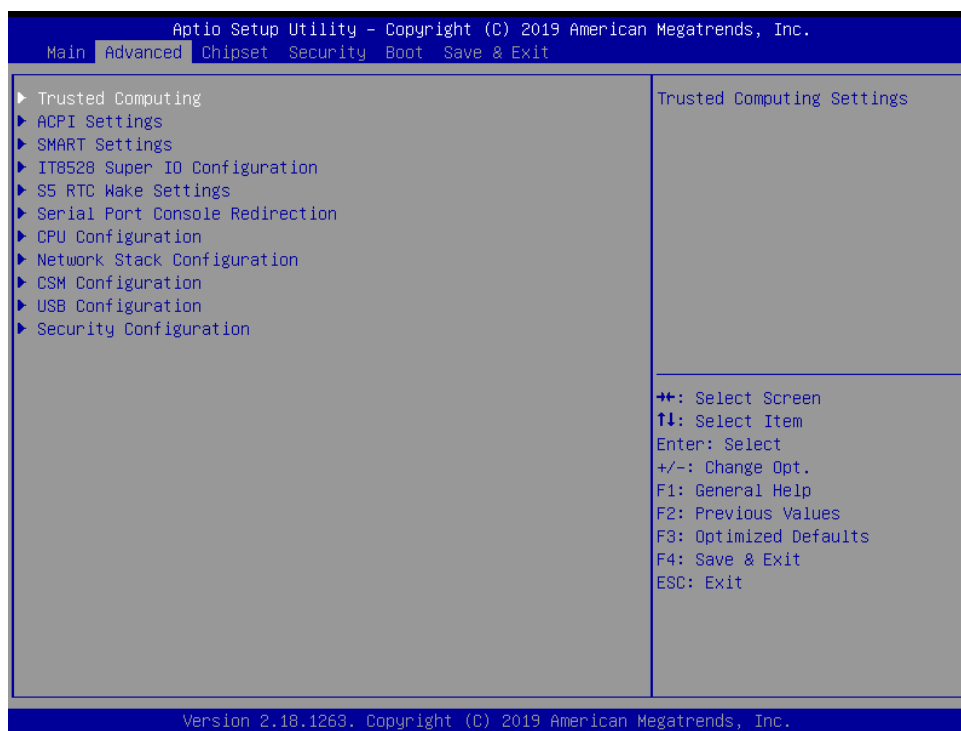 Aptio Setup Utility – Copyright (C) 2019 American Megatrends, Inc.
Main Advanced Chipset Security Boot Save & Exit
Trusted Computing
ACPI Settings
SMART Settings
IT8528 Super IO Configuration
S5 RTC Wake Settings
Serial Port Console Redirection
CPU Configuration
Network Stack Configuration
CSM Configuration
USB Configuration
Security Configuration
Trusted Computing Settings
→←: Select Screen
↑↓: Select Item
Enter: Select
+/-: Change Opt.
F1: General Help
F2: Previous Values
F3: Optimized Defaults
F4: Save & Exit
ESC: Exit
Version 2.18.1263. Copyright (C) 2019 American Megatrends, Inc.